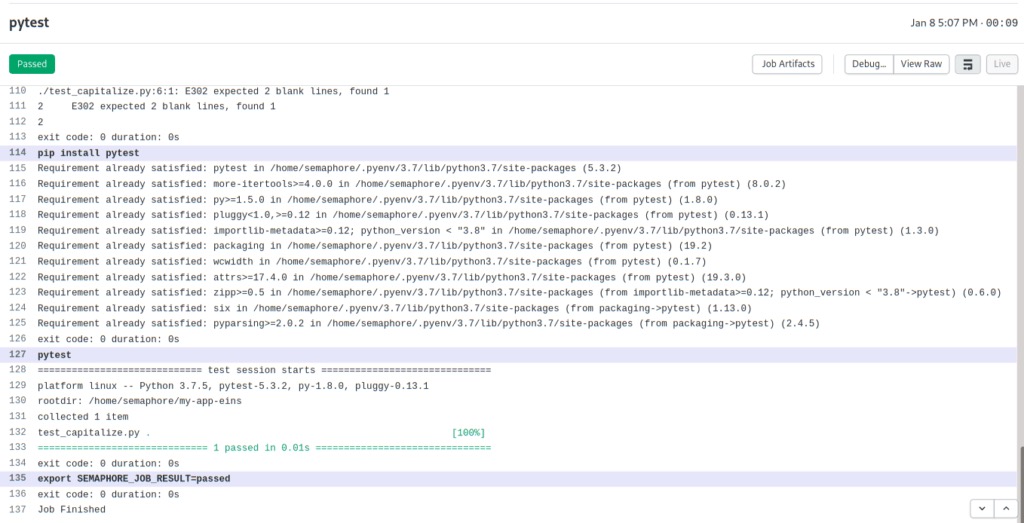 pytest
Jan 8 5:07 PM · 00:09
Passed
Job Artifacts
Debug...
View Raw
Live
110 ./test_capitalize.py:6:1: E302 expected 2 blank lines, found 1
111 2     E302 expected 2 blank lines, found 1
112 2
113 exit code: 0 duration: 0s
114 pip install pytest
115 Requirement already satisfied: pytest in /home/semaphore/.pyenv/3.7/lib/python3.7/site-packages (5.3.2)
116 Requirement already satisfied: more-itertools>=4.0.0 in /home/semaphore/.pyenv/3.7/lib/python3.7/site-packages (from pytest) (8.0.2)
117 Requirement already satisfied: py>=1.5.0 in /home/semaphore/.pyenv/3.7/lib/python3.7/site-packages (from pytest) (1.8.0)
118 Requirement already satisfied: pluggy<1.0,>=0.12 in /home/semaphore/.pyenv/3.7/lib/python3.7/site-packages (from pytest) (0.13.1)
119 Requirement already satisfied: importlib-metadata>=0.12; python_version < "3.8" in /home/semaphore/.pyenv/3.7/lib/python3.7/site-packages (from pytest) (1.3.0)
120 Requirement already satisfied: packaging in /home/semaphore/.pyenv/3.7/lib/python3.7/site-packages (from pytest) (19.2)
121 Requirement already satisfied: wcwidth in /home/semaphore/.pyenv/3.7/lib/python3.7/site-packages (from pytest) (0.1.7)
122 Requirement already satisfied: attrs>=17.4.0 in /home/semaphore/.pyenv/3.7/lib/python3.7/site-packages (from pytest) (19.3.0)
123 Requirement already satisfied: zipp>=0.5 in /home/semaphore/.pyenv/3.7/lib/python3.7/site-packages (from importlib-metadata>=0.12; python_version < "3.8"->pytest) (0.6.0)
124 Requirement already satisfied: six in /home/semaphore/.pyenv/3.7/lib/python3.7/site-packages (from packaging->pytest) (1.13.0)
125 Requirement already satisfied: pyparsing>=2.0.2 in /home/semaphore/.pyenv/3.7/lib/python3.7/site-packages (from packaging->pytest) (2.4.5)
126 exit code: 0 duration: 0s
127 pytest
128 ============================= test session starts ==============================
129 platform linux -- Python 3.7.5, pytest-5.3.2, py-1.8.0, pluggy-0.13.1
130 rootdir: /home/semaphore/my-app-eins
131 collected 1 item
132 test_capitalize.py .                                                     [100%]
133 ============================== 1 passed in 0.01s ===============================
134 exit code: 0 duration: 0s
135 export SEMAPHORE_JOB_RESULT=passed
136 exit code: 0 duration: 0s
137 Job Finished